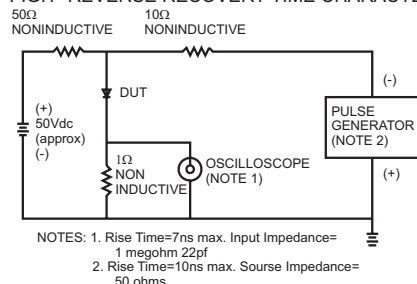 REVERSE RECOVERY TIME
50Ω
NONINDUCTIVE
10Ω
NONINDUCTIVE
DUT
(+)
50Vdc
(approx)
(-)
1Ω
NON
INDUCTIVE
OSCILLOSCOPE
(NOTE 1)
(-)
PULSE
GENERATOR
(NOTE 2)
(+)
NOTES: 1. Rise Time=7ns max. Input Impedance=
1 megohm 22pf
2. Rise Time=10ns max. Sourse Impedance=
50 ohms